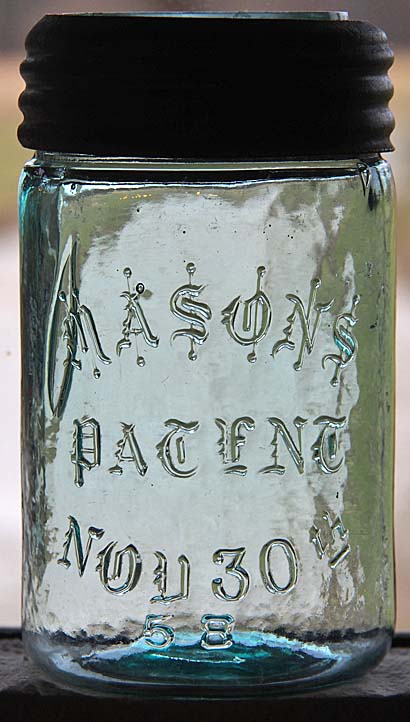 MASON'S
PATENT
NOV 30th
58